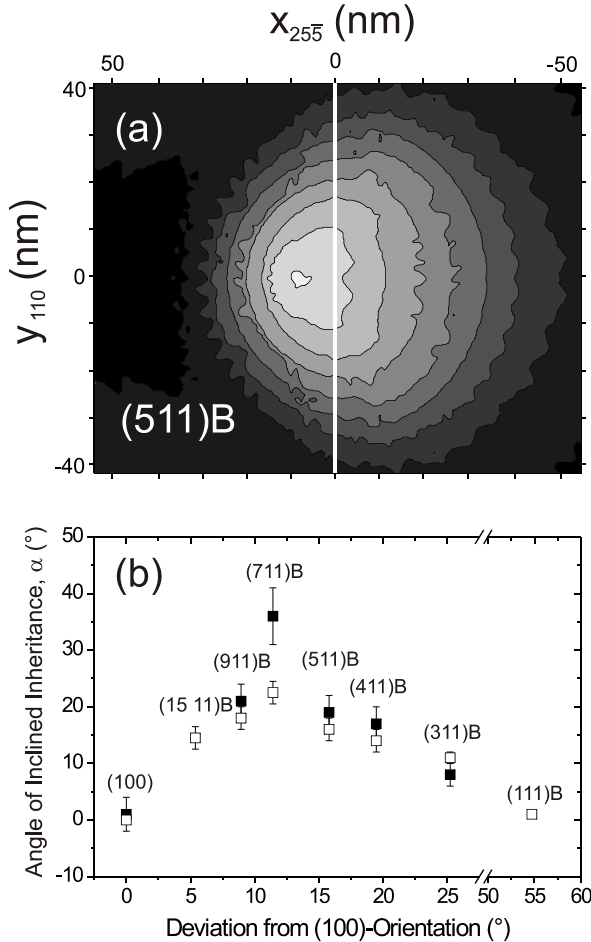 x25-5̅ (nm)
50 0 -50
40
(a)
y110 (nm)
0
(511)B
-40
50
(b)
(711)B
40
Angle of Inclined Inheritance, α (°)
30
(911)B (511)B
(411)B
20
(15 11)B
(311)B
10
(100) (111)B
0
-10
0 5 10 15 20 25 50 55 60
Deviation from (100)-Orientation (°)